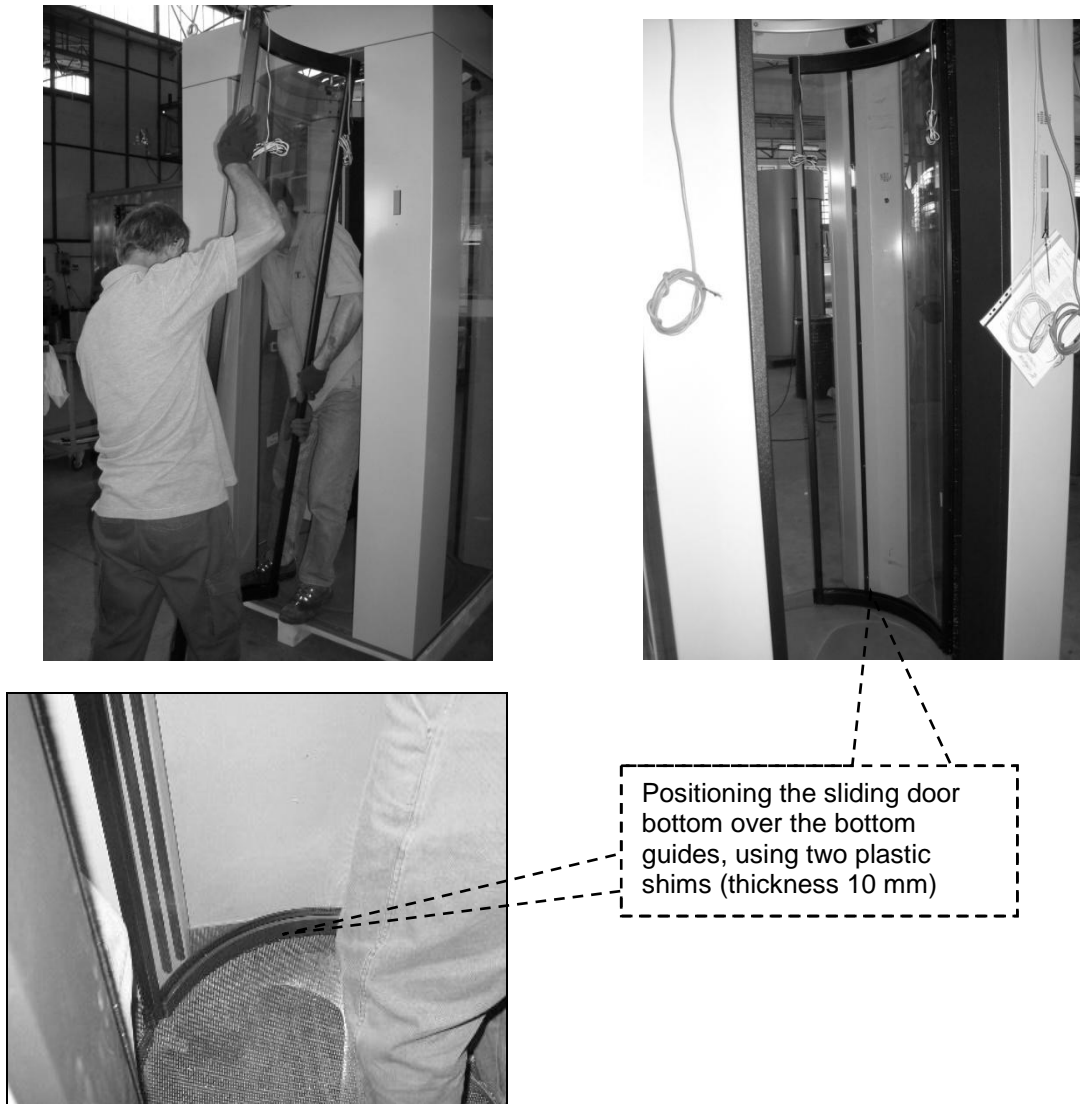 Positioning the sliding door
bottom over the bottom
guides, using two plastic
shims (thickness 10 mm)